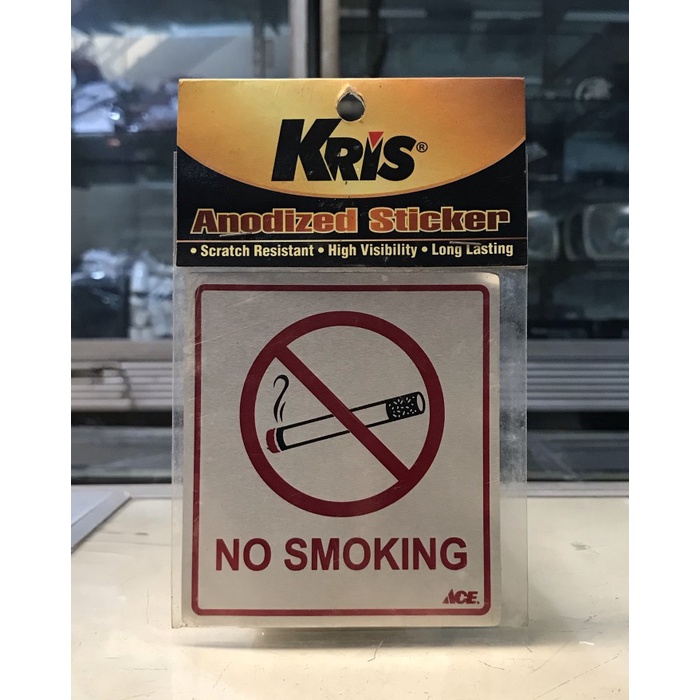 KRIS®
Anodized Sticker
• Scratch Resistant • High Visibility • Long Lasting
NO SMOKING
ACE.